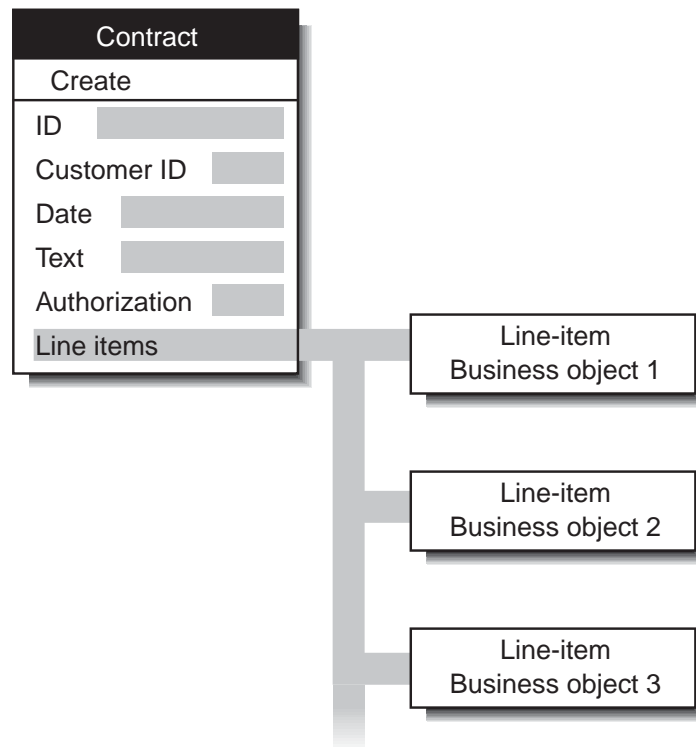 Contract
Create
ID
Customer ID
Date
Text
Authorization
Line items
Line-item
Business object 1
Line-item
Business object 2
Line-item
Business object 3